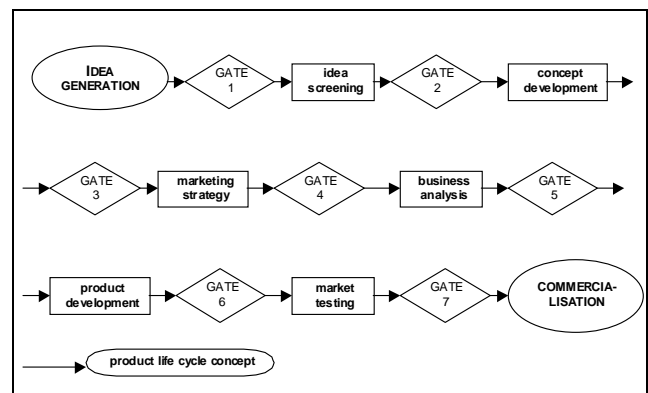 IDEA
GENERATION
GATE
1
idea
screening
GATE
2
concept
development
GATE
3
marketing
strategy
GATE
4
business
analysis
GATE
5
product
development
GATE
6
market
testing
GATE
7
COMMERCIA-
LISATION
product life cycle concept